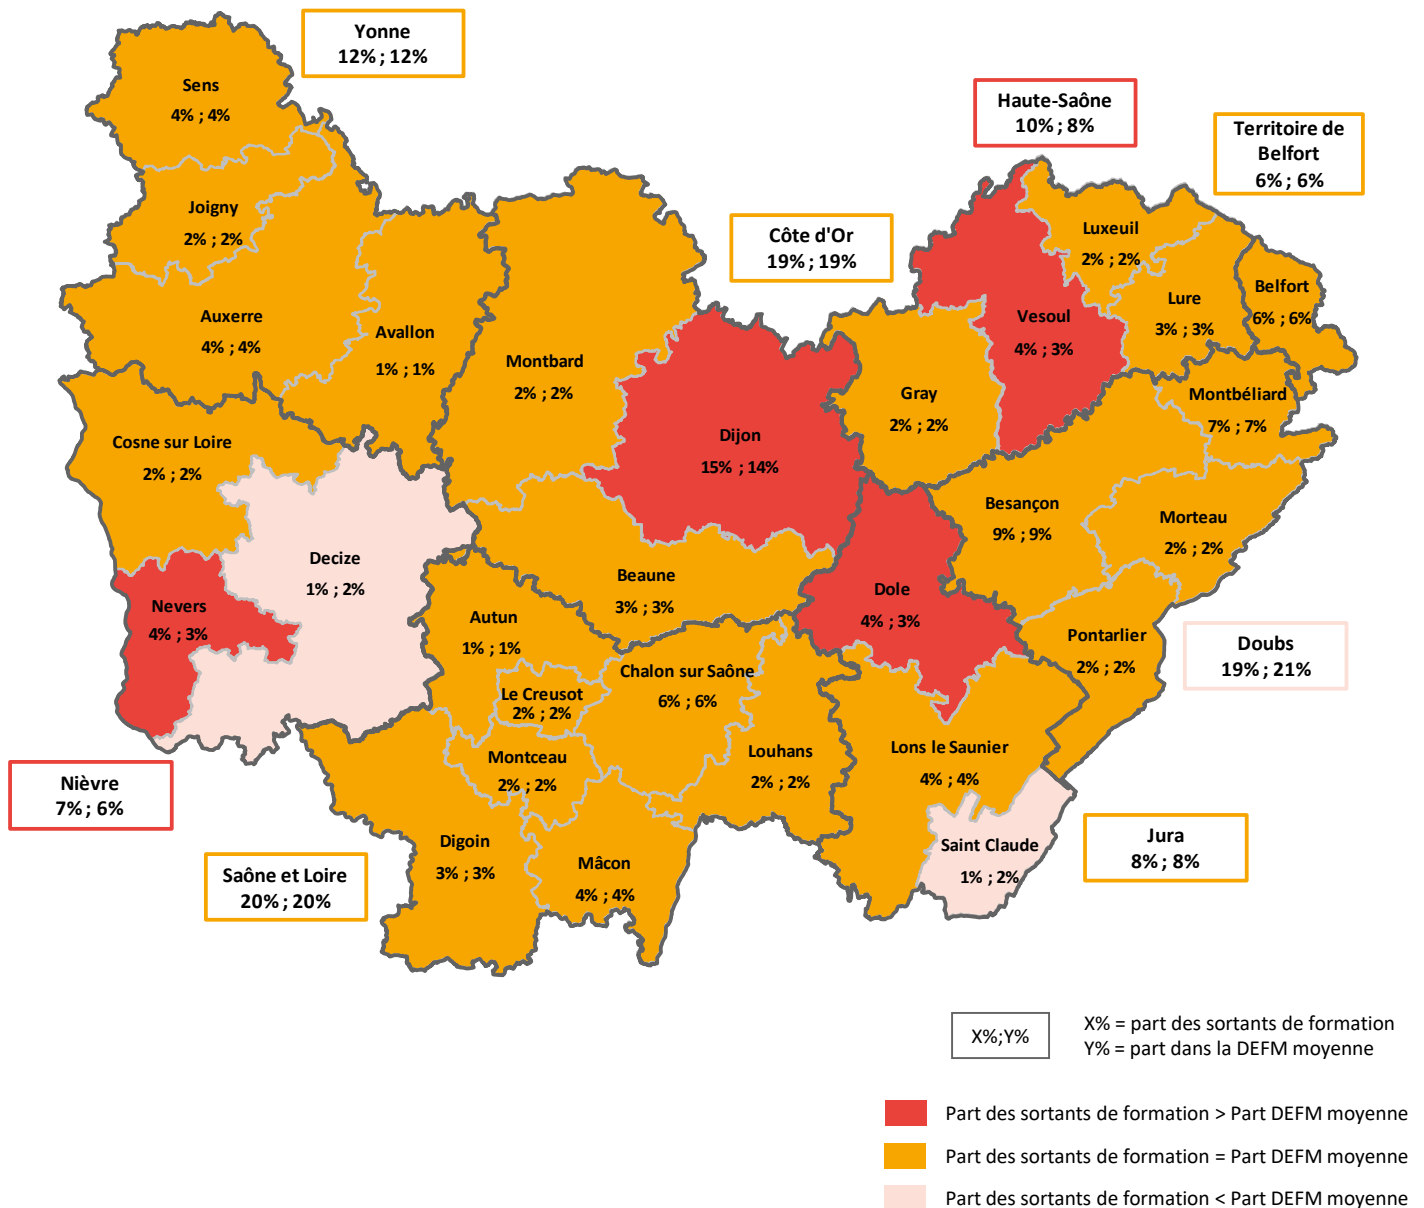 Yonne
12% ; 12%
Sens
4% ; 4%
Haute-Saône
10% ; 8%
Territoire de
Belfort
6% ; 6%
Joigny
2% ; 2%
Côte d'Or
19% ; 19%
Luxeuil
2% ; 2%
Belfort
6% ; 6%
Lure
3% ; 3%
Auxerre
4% ; 4%
Avallon
1% ; 1%
Vesoul
4% ; 3%
Montbard
2% ; 2%
Gray
2% ; 2%
Montbéliard
7% ; 7%
Cosne sur Loire
2% ; 2%
Dijon
15% ; 14%
Besançon
9% ; 9%
Morteau
2% ; 2%
Decize
1% ; 2%
Beaune
3% ; 3%
Dole
4% ; 3%
Nevers
4% ; 3%
Autun
1% ; 1%
Pontarlier
2% ; 2%
Doubs
19% ; 21%
Chalon sur Saône
6% ; 6%
Le Creusot
2% ; 2%
Montceau
2% ; 2%
Louhans
2% ; 2%
Lons le Saunier
4% ; 4%
Nièvre
7% ; 6%
Digoin
3% ; 3%
Mâcon
4% ; 4%
Saint Claude
1% ; 2%
Jura
8% ; 8%
Saône et Loire
20% ; 20%
X%;Y%
X% = part des sortants de formation
Y% = part dans la DEFM moyenne
Part des sortants de formation > Part DEFM moyenne
Part des sortants de formation = Part DEFM moyenne
Part des sortants de formation < Part DEFM moyenne